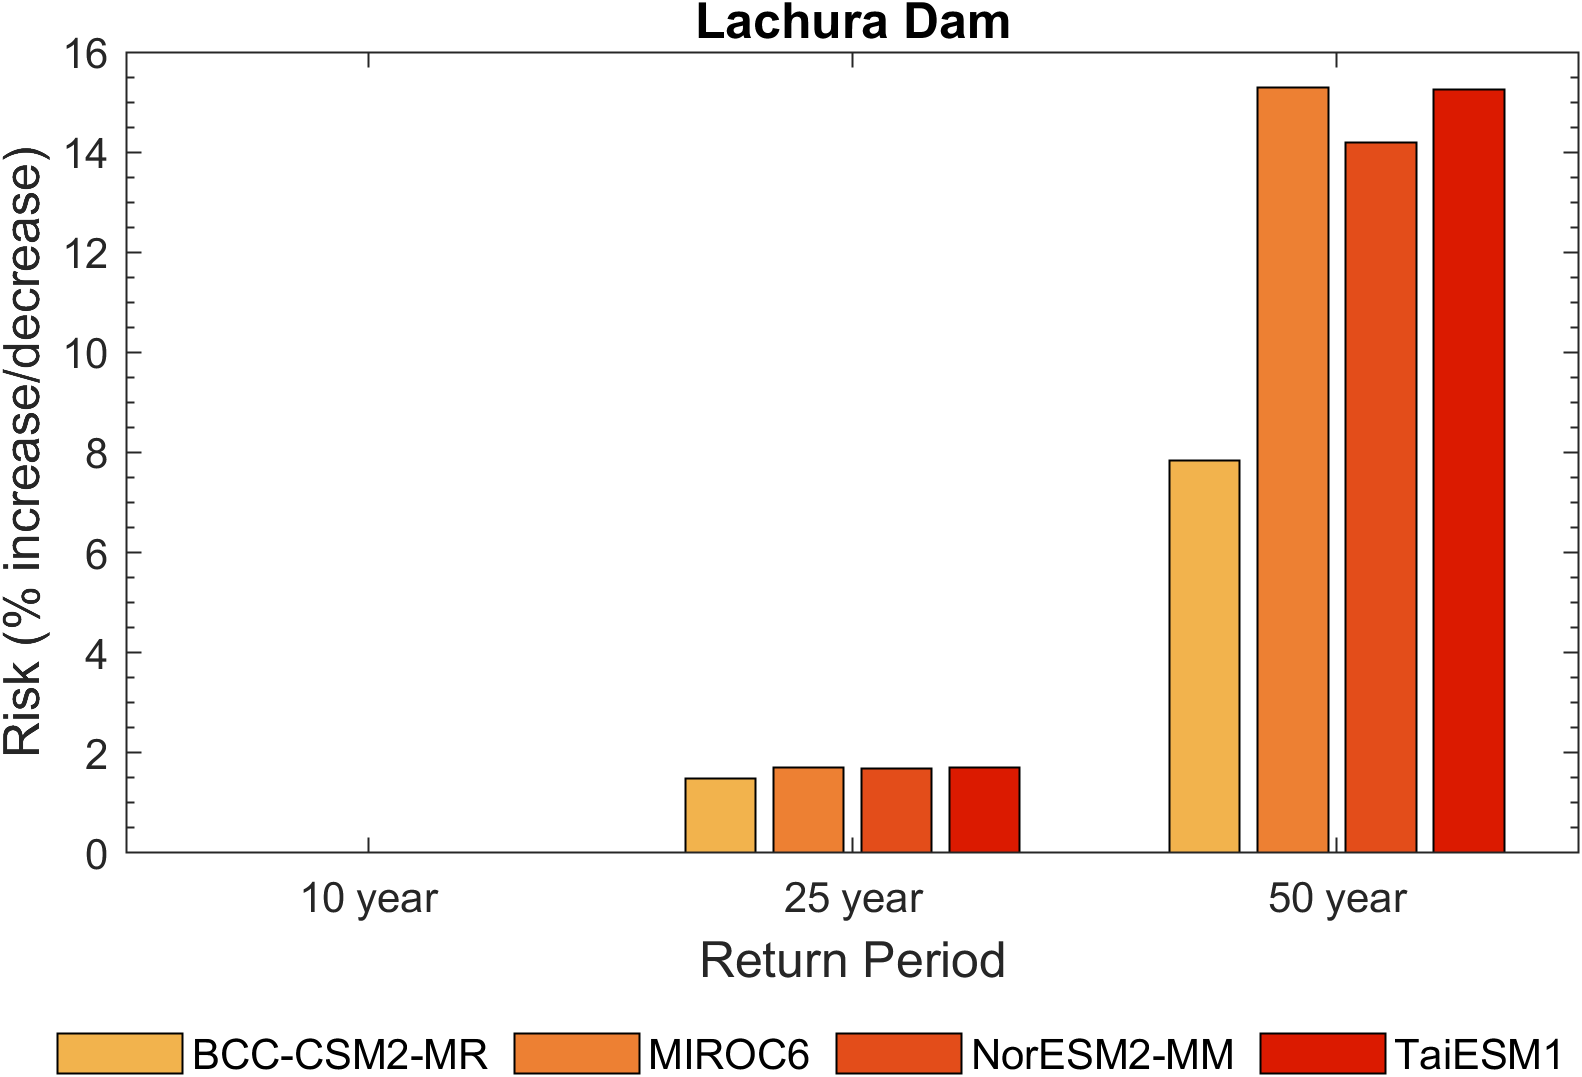 Lachura Dam
Risk (% increase/decrease)
16
14
12
10
8
6
4
2
0
10 year
25 year
50 year
Return Period
BCC-CSM2-MR
MIROC6
NorESM2-MM
TaiESM1